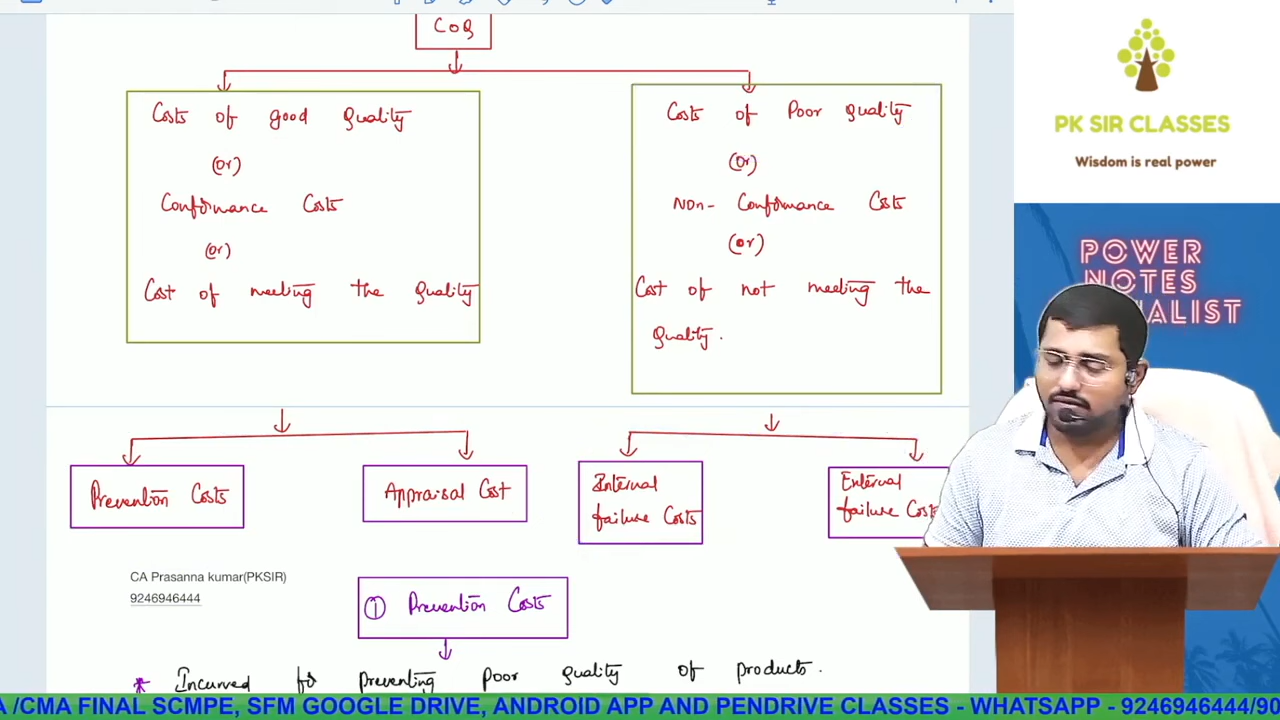 COQ
Costs of good Quality
(or)
Conformance Costs
(or)
Cost of meeting the Quality
Costs of Poor Quality
(or)
Non- Conformance Costs
(or)
Cost of not meeting the
Quality.
Prevention Costs
Appraisal Cost
Internal
failure Costs
External
failure Costs
CA Prasanna kumar(PKSIR)
9246946444
① Prevention Costs
* Incurred for preventing poor quality of products.
PK SIR CLASSES
Wisdom is real power
POWER
NOTES
A /CMA FINAL SCMPE, SFM GOOGLE DRIVE, ANDROID APP AND PENDRIVE CLASSES - WHATSAPP - 9246946444/90